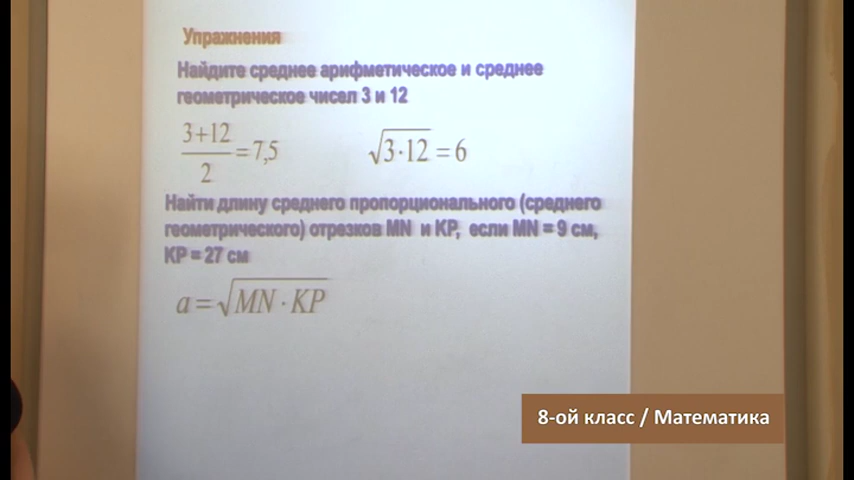 Упражнения
Найдите среднее арифметическое и среднее
геометрическое чисел 3 и 12
3+12
2
=7,5
√3·12 = 6
Найти длину среднего пропорционального (среднего
геометрического) отрезков MN и KP, если MN = 9 см,
KP = 27 см
a = √MN · KP
8-ой класс / Математика